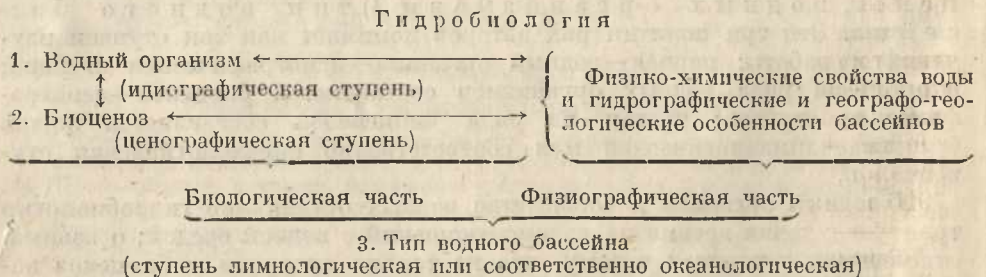 Гидробиология
1. Водный организм
(идиографическая ступень)
2. Биоценоз
(ценографическая ступень)
Физико-химические свойства воды
и гидрографические и географо-гео-
логические особенности бассейнов
Биологическая часть Физиографическая часть
3. Тип водного бассейна
(ступень лимнологическая или соответственно океанологическая)